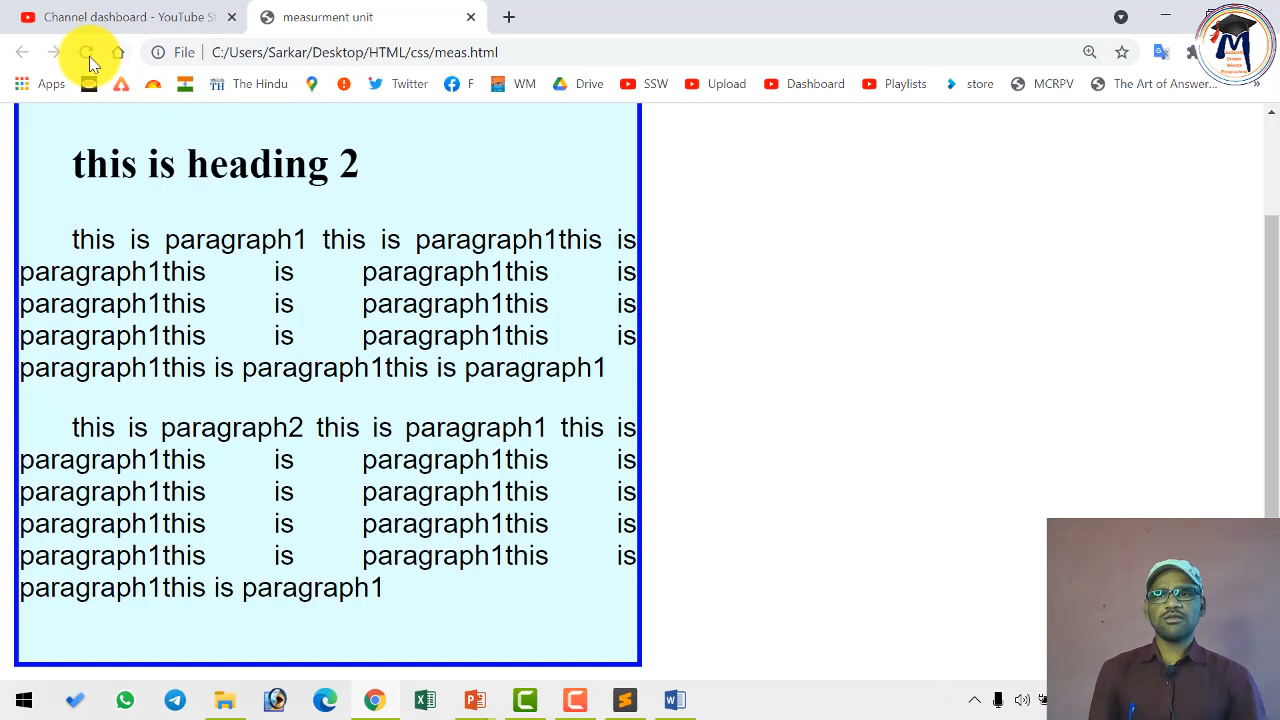 Channel dashboard - YouTube St
measurment unit
File
C:/Users/Sarkar/Desktop/HTML/css/meas.html
Apps
TH The Hindu
Twitter
F
WM
Drive
SSW
Upload
Dashboard
Playlists
store
MCRPV
The Art of Answer...
»
M
this is heading 2
this is paragraph1 this is paragraph1this is
paragraph1this is paragraph1this is
paragraph1this is paragraph1this is
paragraph1this is paragraph1this is
paragraph1this is paragraph1this is paragraph1
this is paragraph2 this is paragraph1 this is
paragraph1this is paragraph1this is
paragraph1this is paragraph1this is
paragraph1this is paragraph1this is
paragraph1this is paragraph1this is
paragraph1this is paragraph1